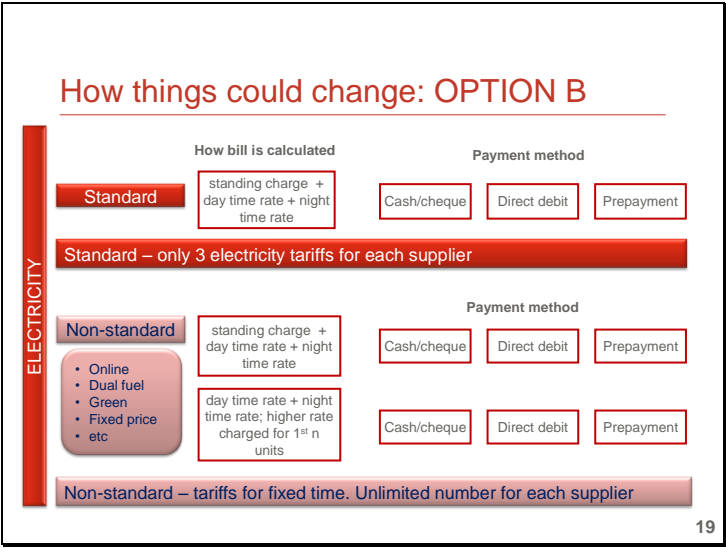 How things could change: OPTION B
ELECTRICITY
How bill is calculated
Payment method
Standard
standing charge +
day time rate + night
time rate
Cash/cheque
Direct debit
Prepayment
Standard – only 3 electricity tariffs for each supplier
Payment method
Non-standard
• Online
• Dual fuel
• Green
• Fixed price
• etc
standing charge +
day time rate + night
time rate
Cash/cheque
Direct debit
Prepayment
day time rate + night
time rate; higher rate
charged for 1st n
units
Cash/cheque
Direct debit
Prepayment
Non-standard – tariffs for fixed time. Unlimited number for each supplier
19